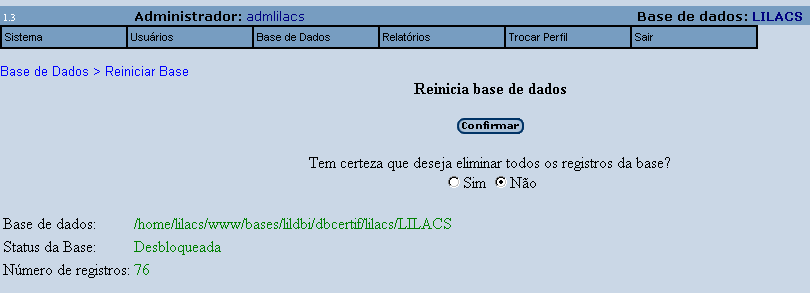 1.3 Administrador: admlilacs Base de dados: LILACS
Sistema Usuários Base de Dados Relatórios Trocar Perfil Sair
Base de Dados > Reiniciar Base
Reinicia base de dados
Confirmar
Tem certeza que deseja eliminar todos os registros da base?
Sim Não
Base de dados: /home/lilacs/www/bases/lildbi/dbcertif/lilacs/LILACS
Status da Base: Desbloqueada
Número de registros: 76